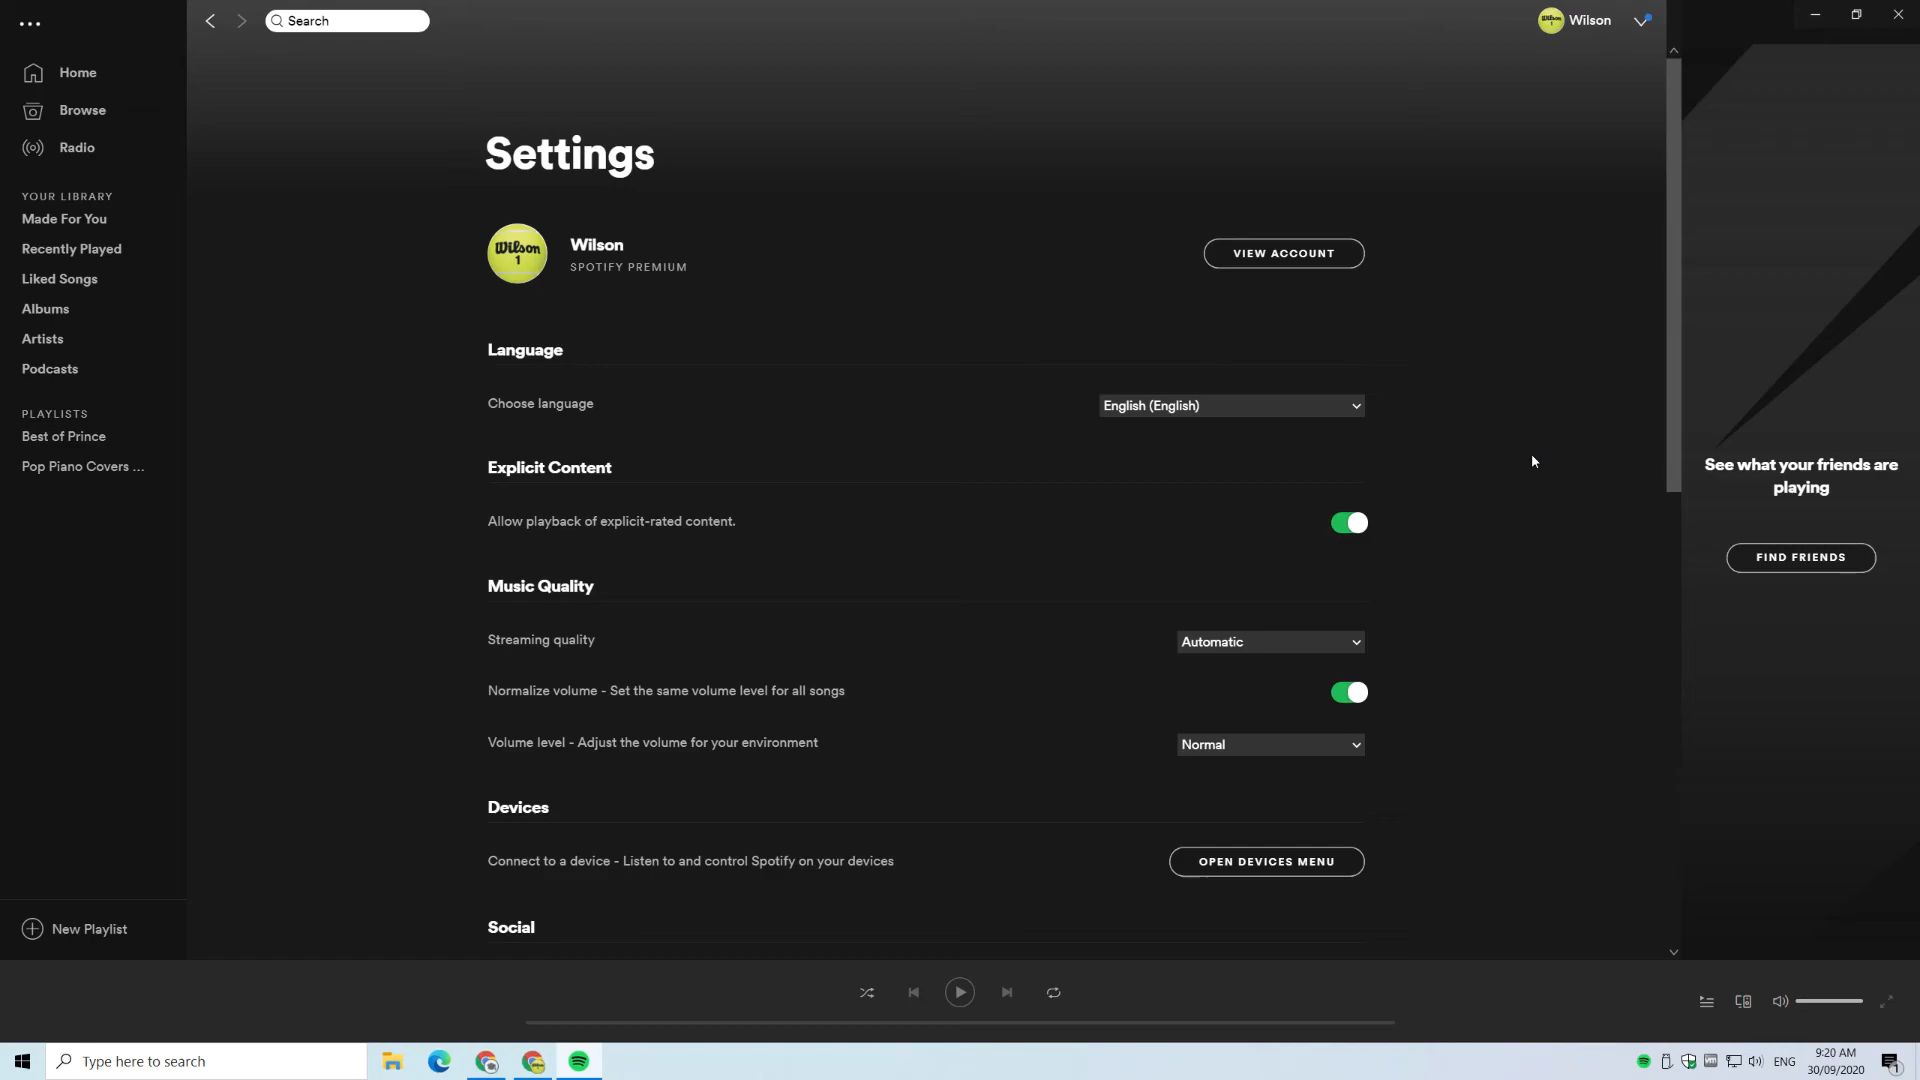 Search
Wilson
Home
Browse
Radio
YOUR LIBRARY
Made For You
Recently Played
Liked Songs
Albums
Artists
Podcasts
PLAYLISTS
Best of Prince
Pop Piano Covers ...
New Playlist
Settings
Wilson
1
Wilson
SPOTIFY PREMIUM
VIEW ACCOUNT
Language
Choose language
English (English)
Explicit Content
Allow playback of explicit-rated content.
Music Quality
Streaming quality
Automatic
Normalize volume - Set the same volume level for all songs
Volume level - Adjust the volume for your environment
Normal
Devices
Connect to a device - Listen to and control Spotify on your devices
OPEN DEVICES MENU
Social
See what your friends are
playing
FIND FRIENDS
Type here to search
ENG
9:20 AM
30/09/2020
1